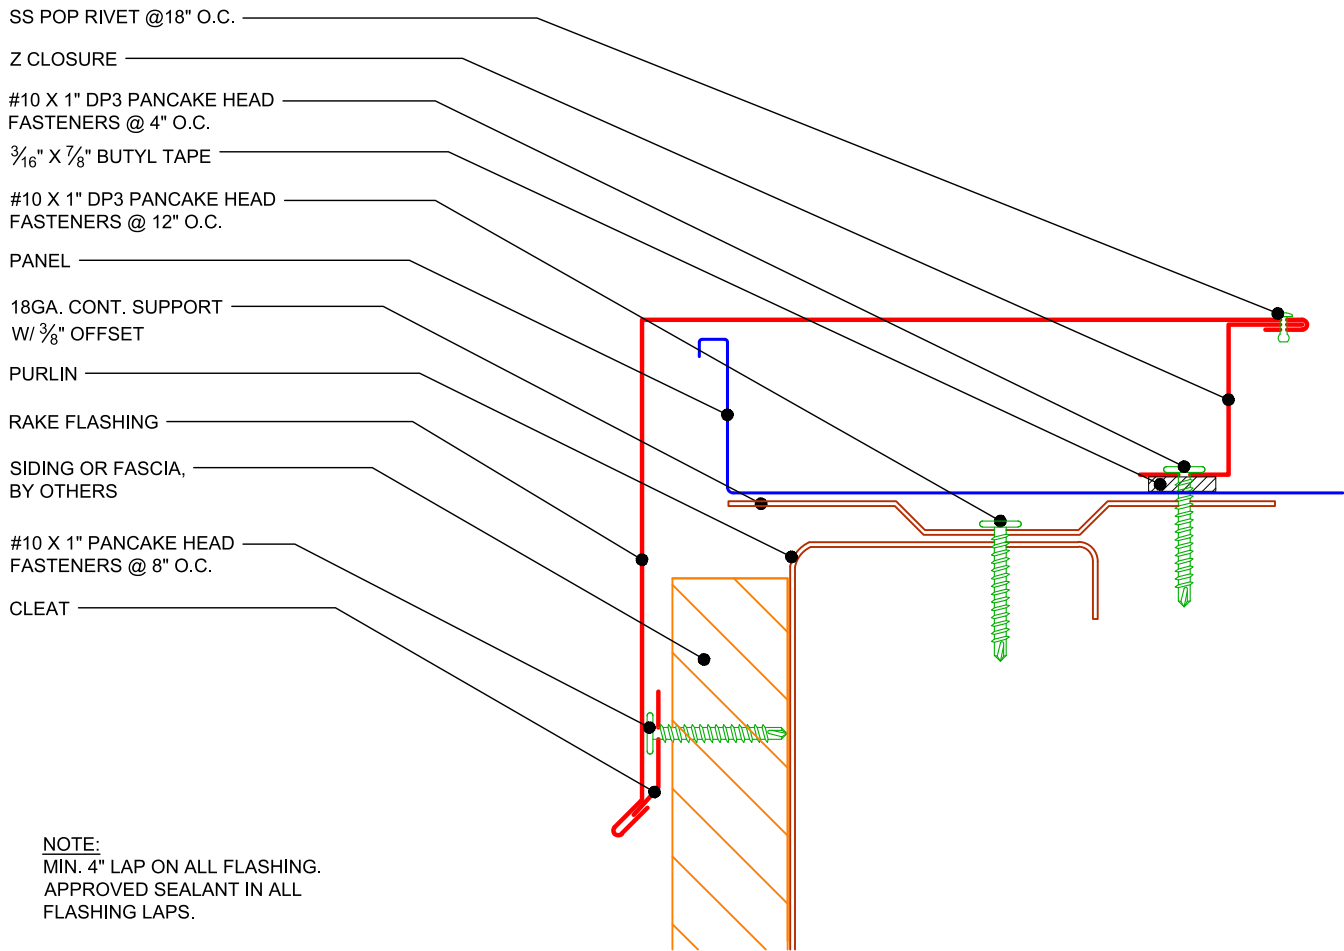 SS POP RIVET @18" O.C.
Z CLOSURE
#10 X 1" DP3 PANCAKE HEAD
FASTENERS @ 4" O.C.
3/16" X 7/8" BUTYL TAPE
#10 X 1" DP3 PANCAKE HEAD
FASTENERS @ 12" O.C.
PANEL
18GA. CONT. SUPPORT
W/ 3/8" OFFSET
PURLIN
RAKE FLASHING
SIDING OR FASCIA,
BY OTHERS
#10 X 1" PANCAKE HEAD
FASTENERS @ 8" O.C.
CLEAT
NOTE:
MIN. 4" LAP ON ALL FLASHING.
APPROVED SEALANT IN ALL
FLASHING LAPS.